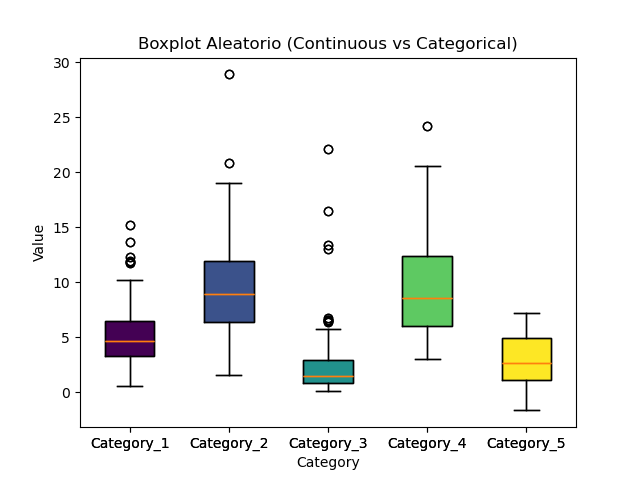 Boxplot Aleatorio (Continuous vs Categorical)
30
25
20
15
10
5
0
Value
Category_1 Category_2 Category_3 Category_4 Category_5
Category